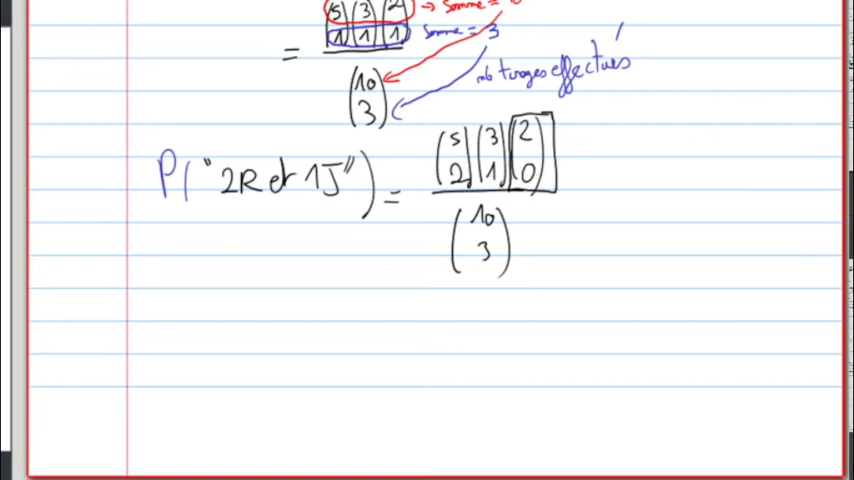 (5)(3)(2) → Somme = 10
(1)(1)(1) Somme = 3
=
(10
3) nb tirages effectués
P("2R et 1J") = (5 2)(3 1)(2 0)
(10
3)